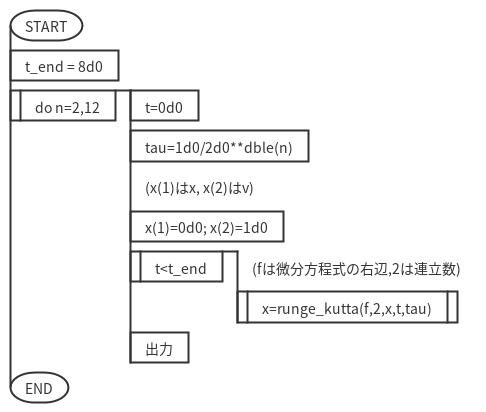 START
t_end = 8d0
do n=2,12
t=0d0
tau=1d0/2d0**dble(n)
(x(1)はx, x(2)はv)
x(1)=0d0; x(2)=1d0
t<t_end
(fは微分方程式の右辺,2は連立数)
x=runge_kutta(f,2,x,t,tau)
出力
END